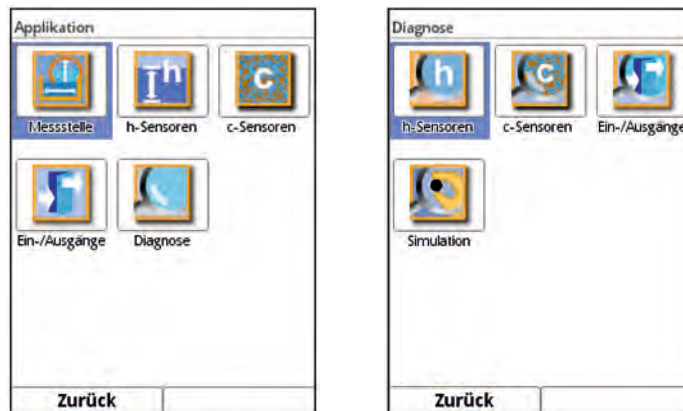 Applikation
Messstelle h-Sensoren c-Sensoren
Ein-/Ausgänge Diagnose
Zurück
Diagnose
h-Sensoren c-Sensoren Ein-/Ausgänge
Simulation
Zurück